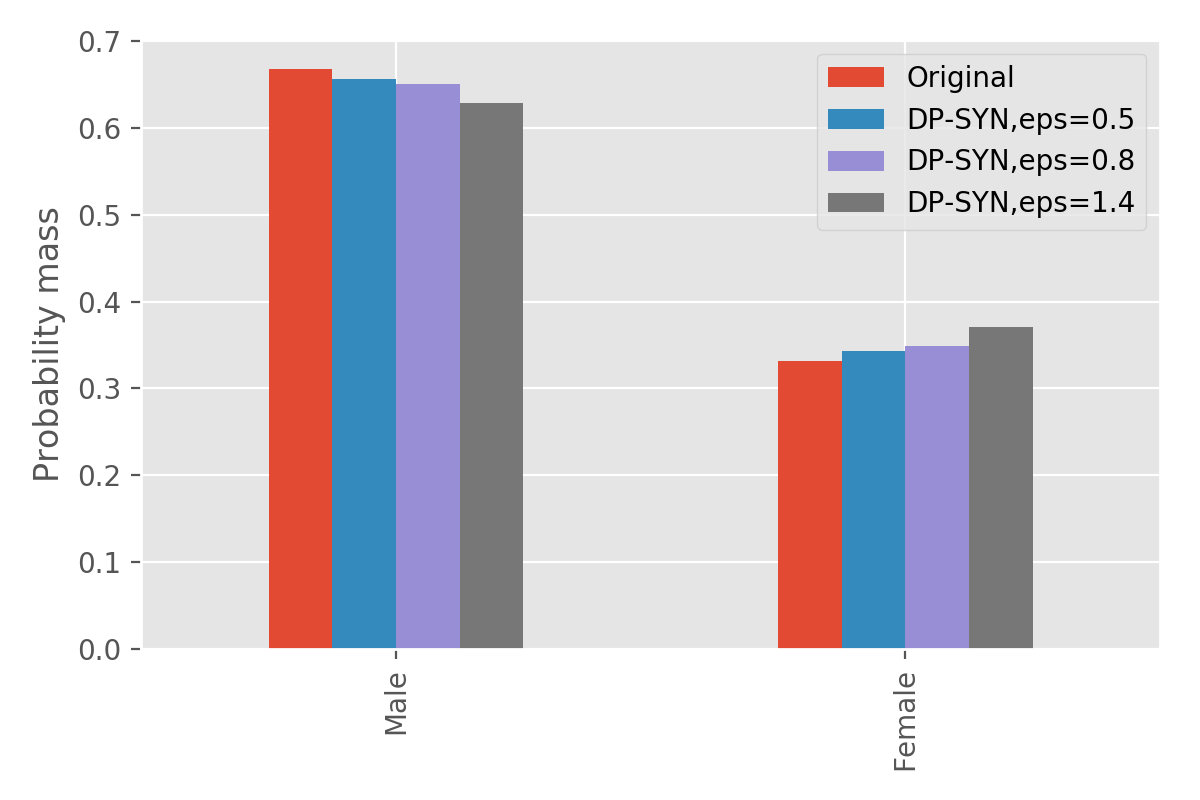 0.7
0.6
0.5
0.4
0.3
0.2
0.1
0.0
Probability mass
Original
DP-SYN,eps=0.5
DP-SYN,eps=0.8
DP-SYN,eps=1.4
Male
Female